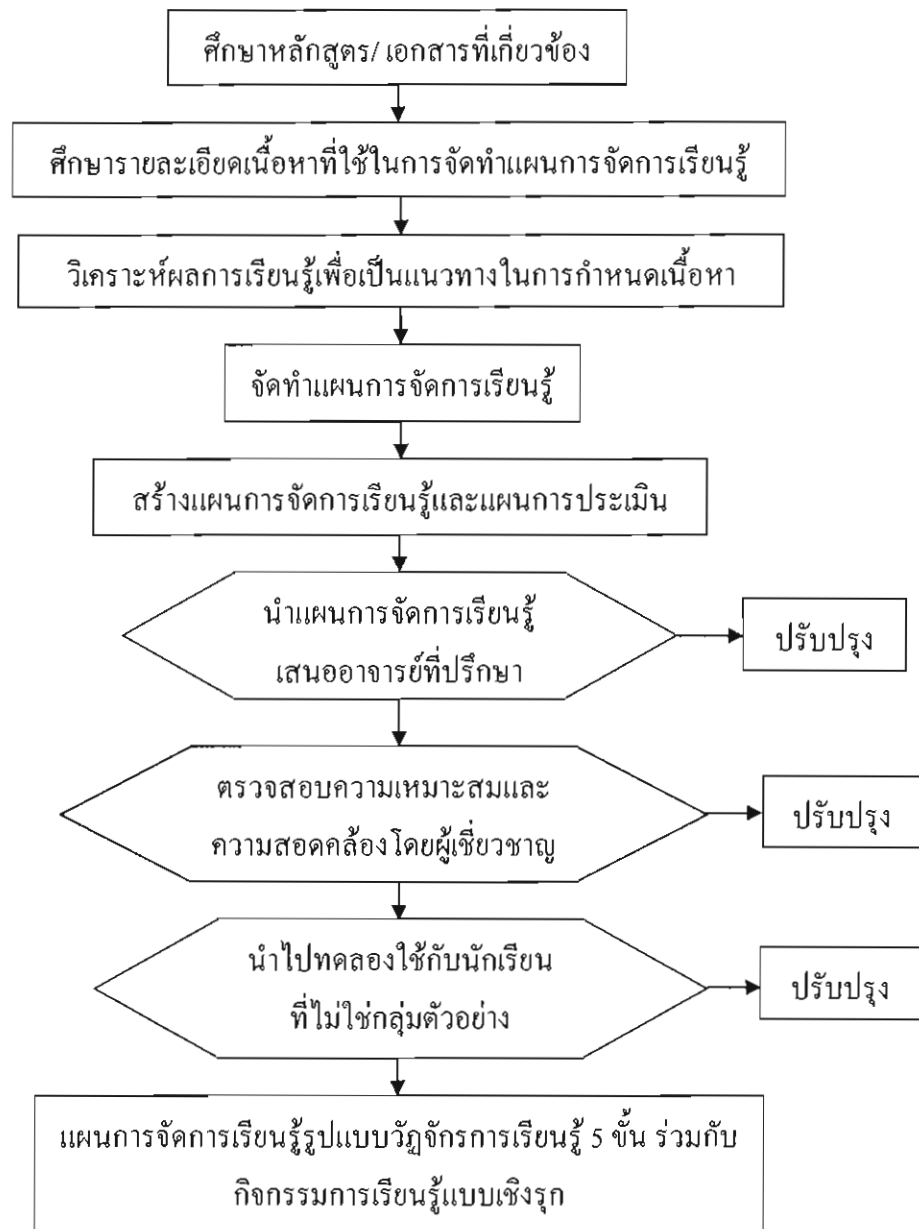 ศึกษาหลักสูตร/ เอกสารที่เกี่ยวข้อง
ศึกษารายละเอียดเนื้อหาที่ใช้ในการจัดทำแผนการจัดการเรียนรู้
วิเคราะห์ผลการเรียนรู้เพื่อเป็นแนวทางในการกำหนดเนื้อหา
จัดทำแผนการจัดการเรียนรู้
สร้างแผนการจัดการเรียนรู้และแผนการประเมิน
นำแผนการจัดการเรียนรู้
เสนออาจารย์ที่ปรึกษา
ปรับปรุง
ตรวจสอบความเหมาะสมและ
ความสอดคล้องโดยผู้เชี่ยวชาญ
ปรับปรุง
นำไปทดลองใช้กับนักเรียน
ที่ไม่ใช่กลุ่มตัวอย่าง
ปรับปรุง
แผนการจัดการเรียนรู้รูปแบบวัฏจักรการเรียนรู้ 5 ขั้น ร่วมกับ
กิจกรรมการเรียนรู้แบบเชิงรุก